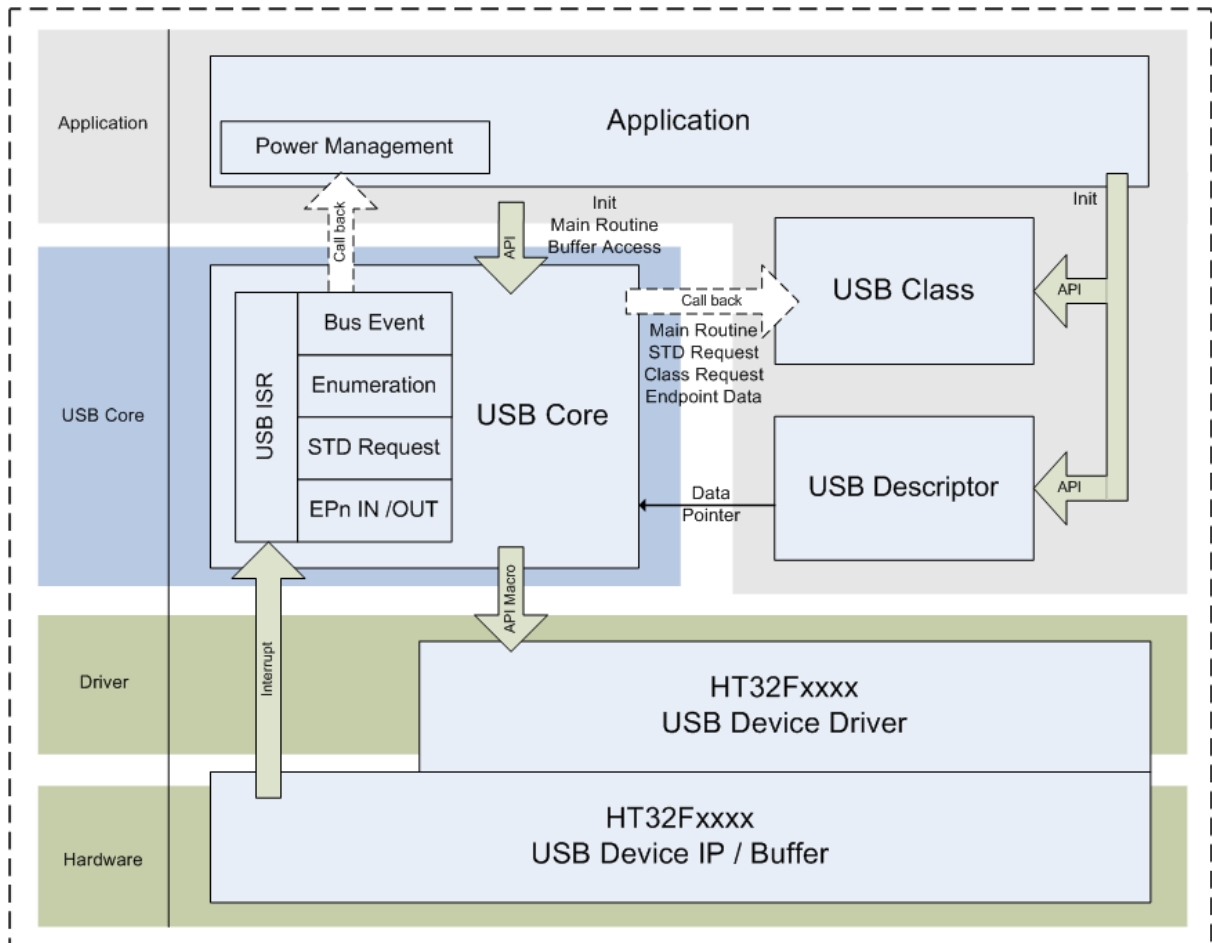 Application
Application
Power Management
Init
Main Routine
Buffer Access
Init
Call back
API
USB Class
API
Call back
Main Routine
STD Request
Class Request
Endpoint Data
USB Core
USB ISR
Bus Event
Enumeration
STD Request
EPn IN /OUT
USB Core
USB Descriptor
API
Data
Pointer
API Macro
Interrupt
Driver
HT32Fxxxx
USB Device Driver
Hardware
HT32Fxxxx
USB Device IP / Buffer